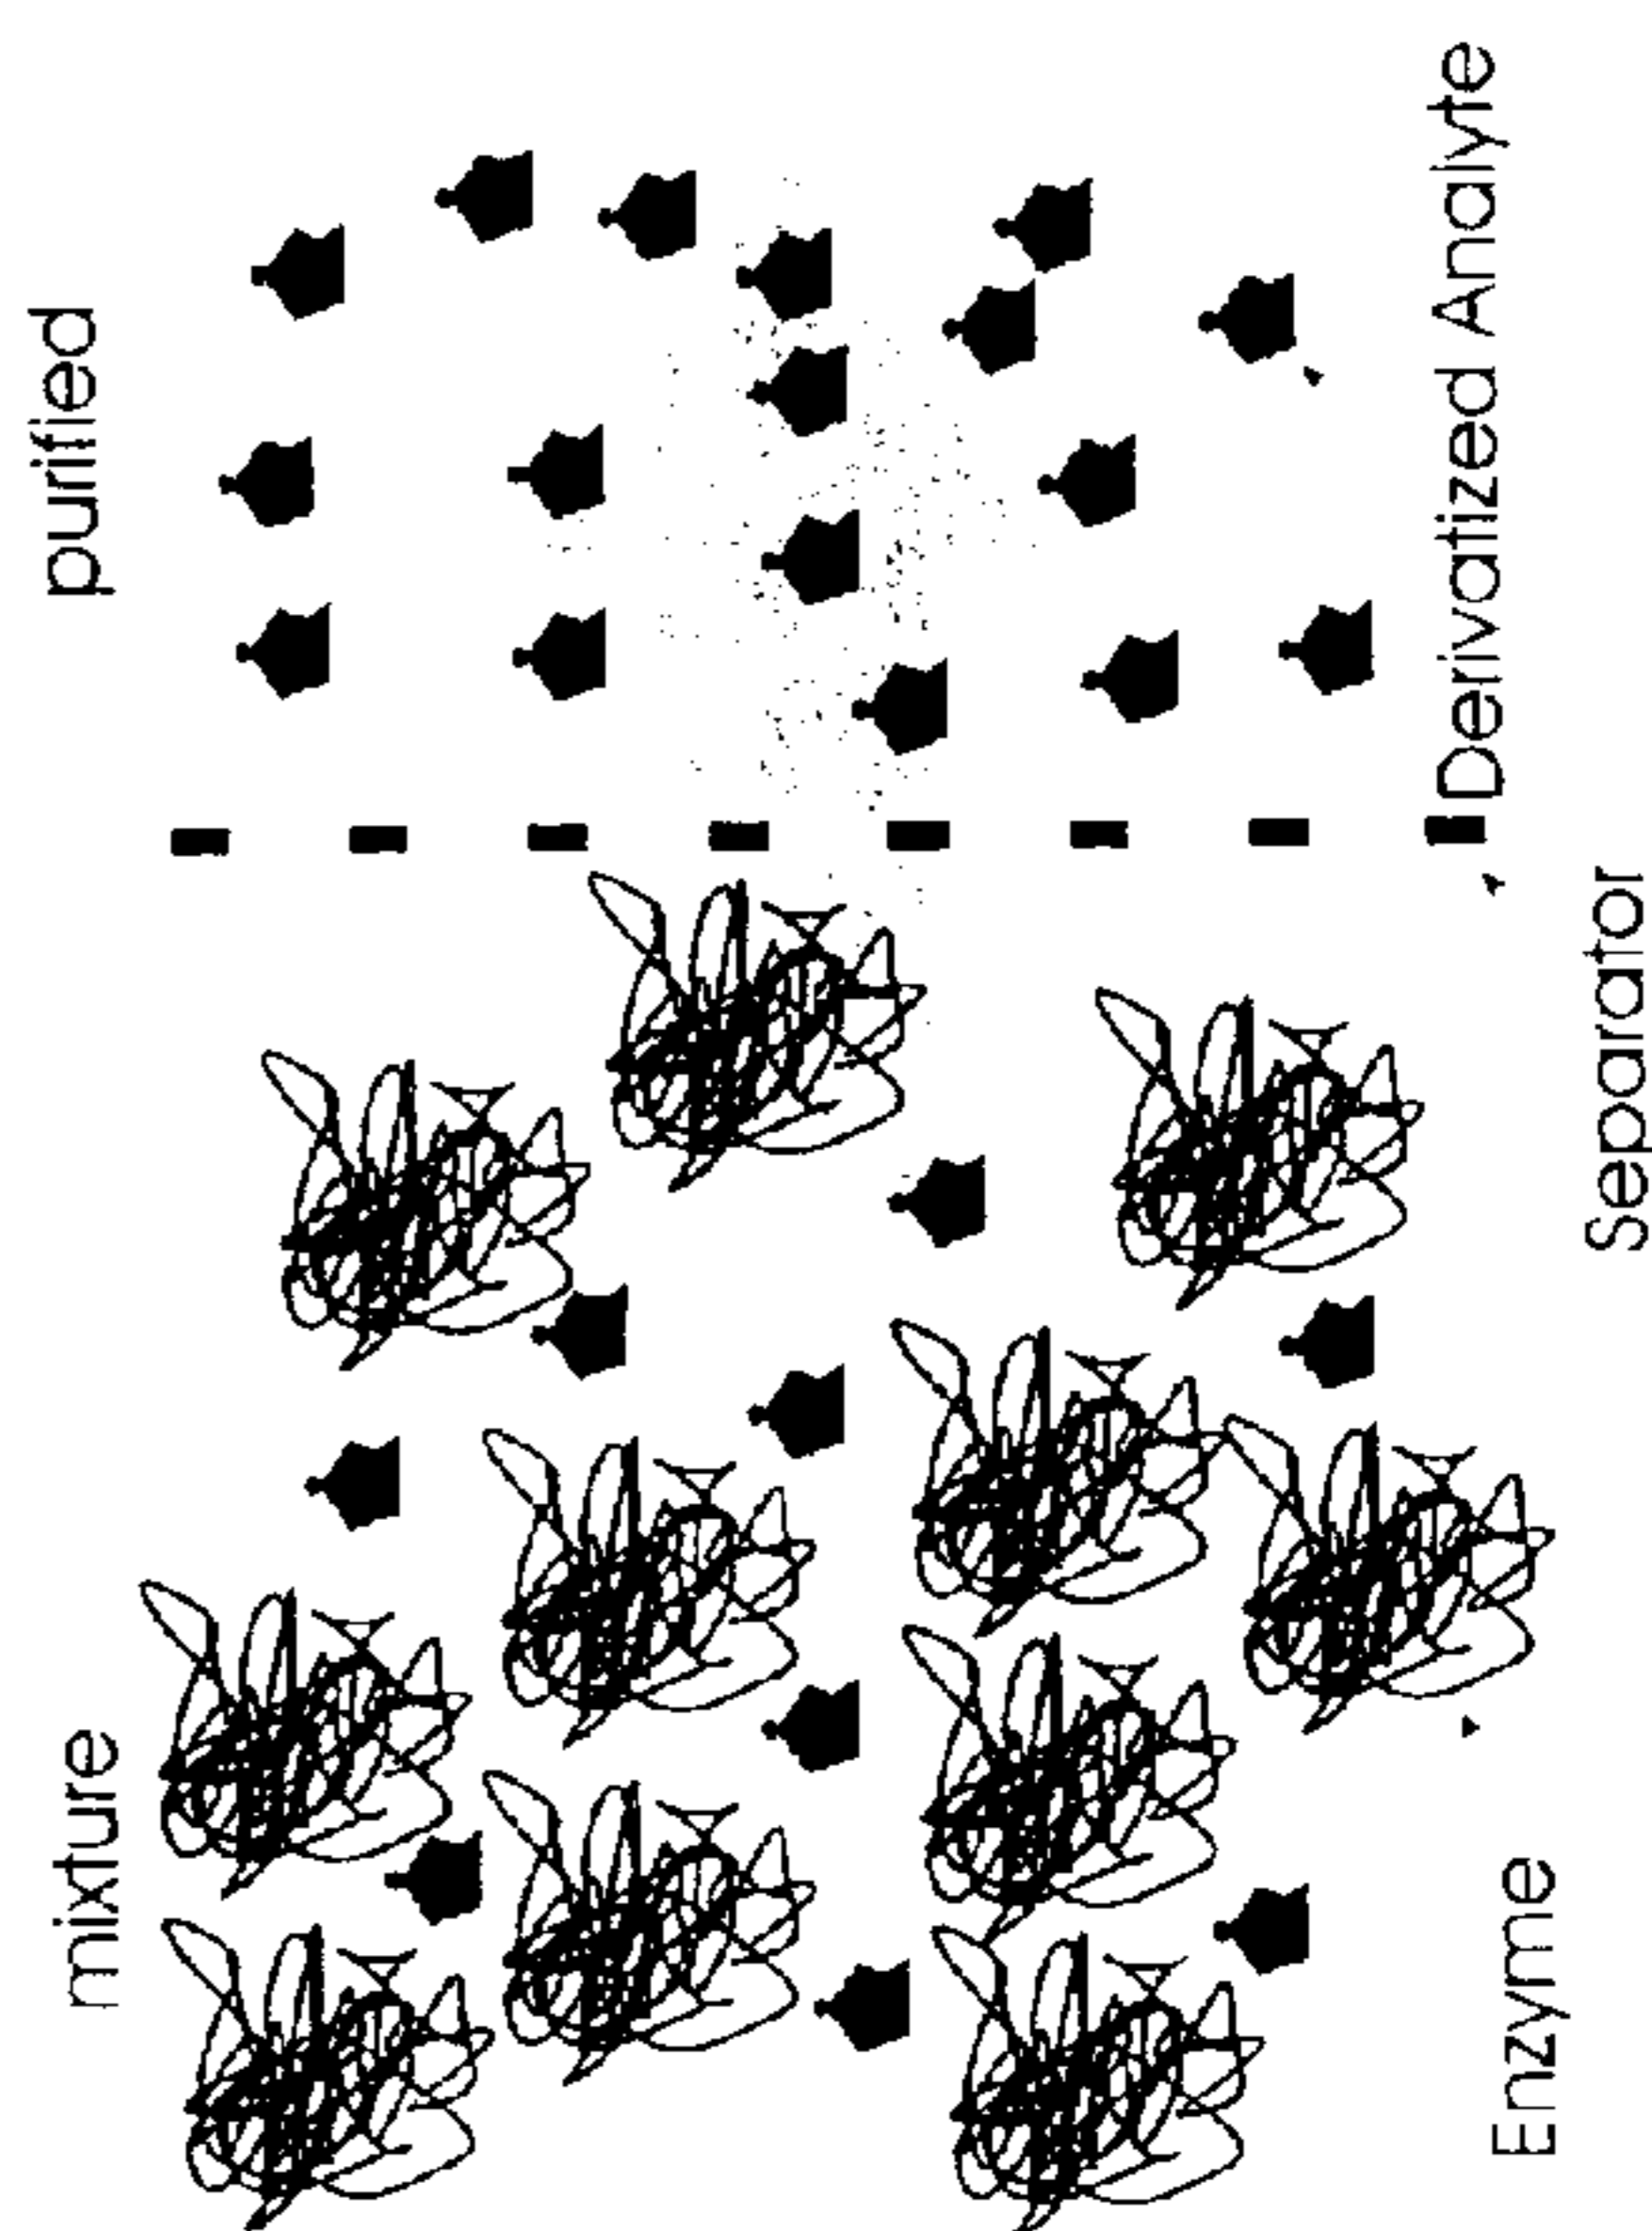 mixture
purified
Enzyme
Separator
Derivatized Analyte